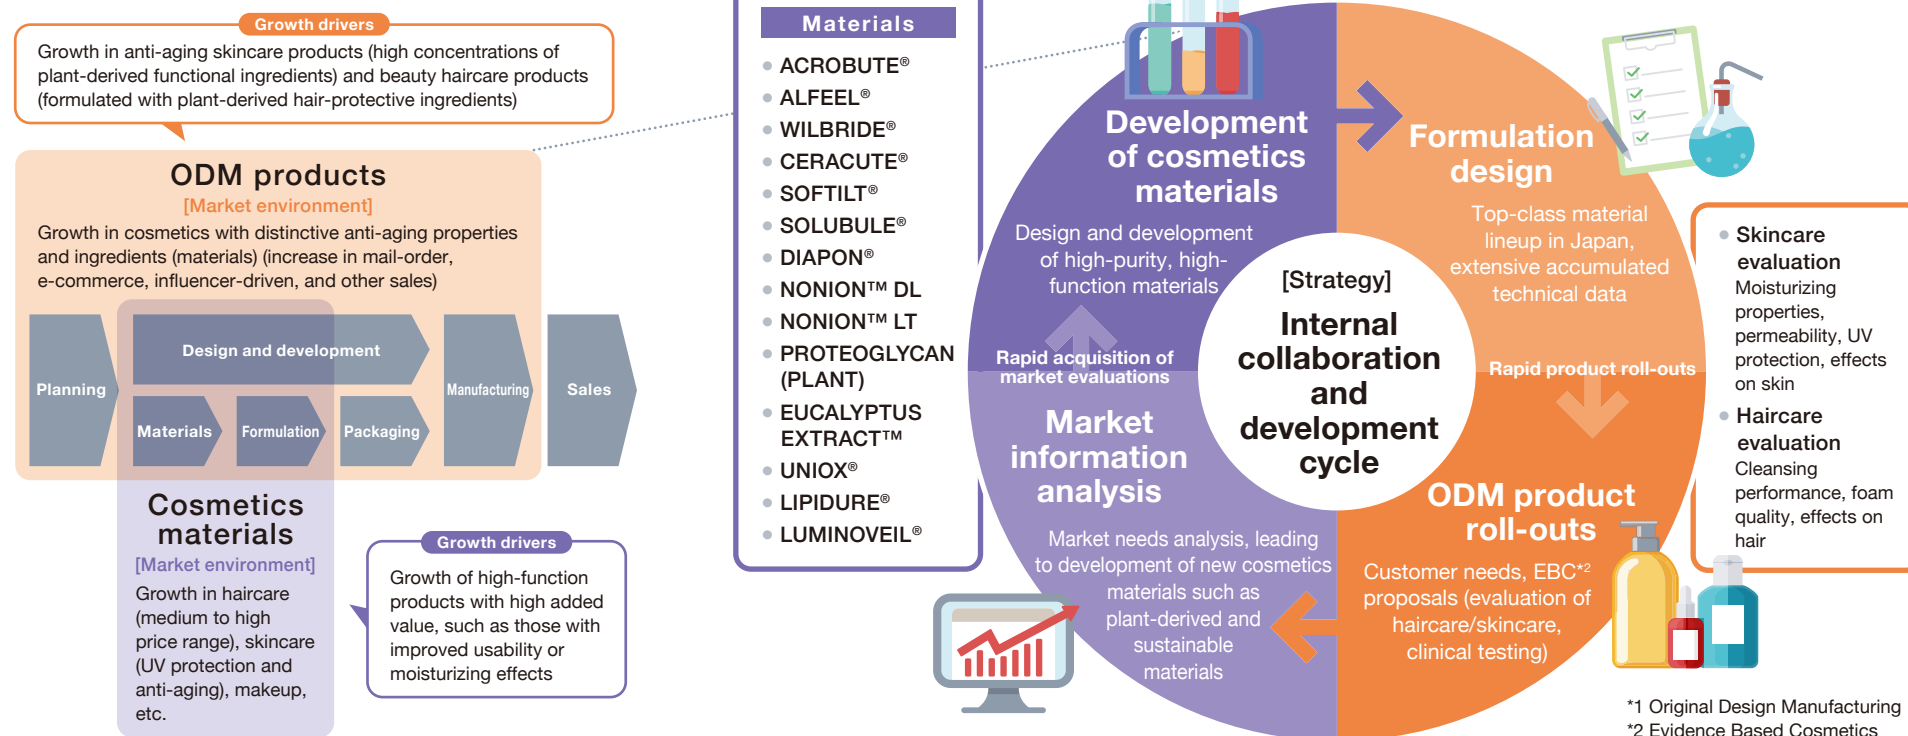 Growth drivers
Growth in anti-aging skincare products (high concentrations of
plant-derived functional ingredients) and beauty haircare products
(formulated with plant-derived hair-protective ingredients)
ODM products
[Market environment]
Growth in cosmetics with distinctive anti-aging properties
and ingredients (materials) (increase in mail-order,
e-commerce, influencer-driven, and other sales)
Planning
Design and development
Materials
Formulation
Packaging
Manufacturing
Sales
Cosmetics
materials
[Market environment]
Growth in haircare
(medium to high
price range), skincare
(UV protection and
anti-aging), makeup,
etc.
Growth drivers
Growth of high-function
products with high added
value, such as those with
improved usability or
moisturizing effects
Materials
• ACROBUTE®
• ALFEEL®
• WILBRIDE®
• CERACUTE®
• SOFTILT®
• SOLUBULE®
• DIAPON®
• NONION™ DL
• NONION™ LT
• PROTEOGLYCAN
(PLANT)
• EUCALYPTUS
EXTRACT™
• UNIOX®
• LIPIDURE®
• LUMINOVEIL®
Development
of cosmetics
materials
Design and development
of high-purity, high-
function materials
Formulation
design
Top-class material
lineup in Japan,
extensive accumulated
technical data
[Strategy]
Internal
collaboration
and
development
cycle
Rapid acquisition of
market evaluations
Rapid product roll-outs
Market
information
analysis
Market needs analysis, leading
to development of new cosmetics
materials such as
plant-derived and
sustainable
materials
ODM product
roll-outs
Customer needs, EBC*2
proposals (evaluation of
haircare/skincare,
clinical testing)
• Skincare
evaluation
Moisturizing
properties,
permeability, UV
protection, effects
on skin
• Haircare
evaluation
Cleansing
performance, foam
quality, effects on
hair
*1 Original Design Manufacturing
*2 Evidence Based Cosmetics